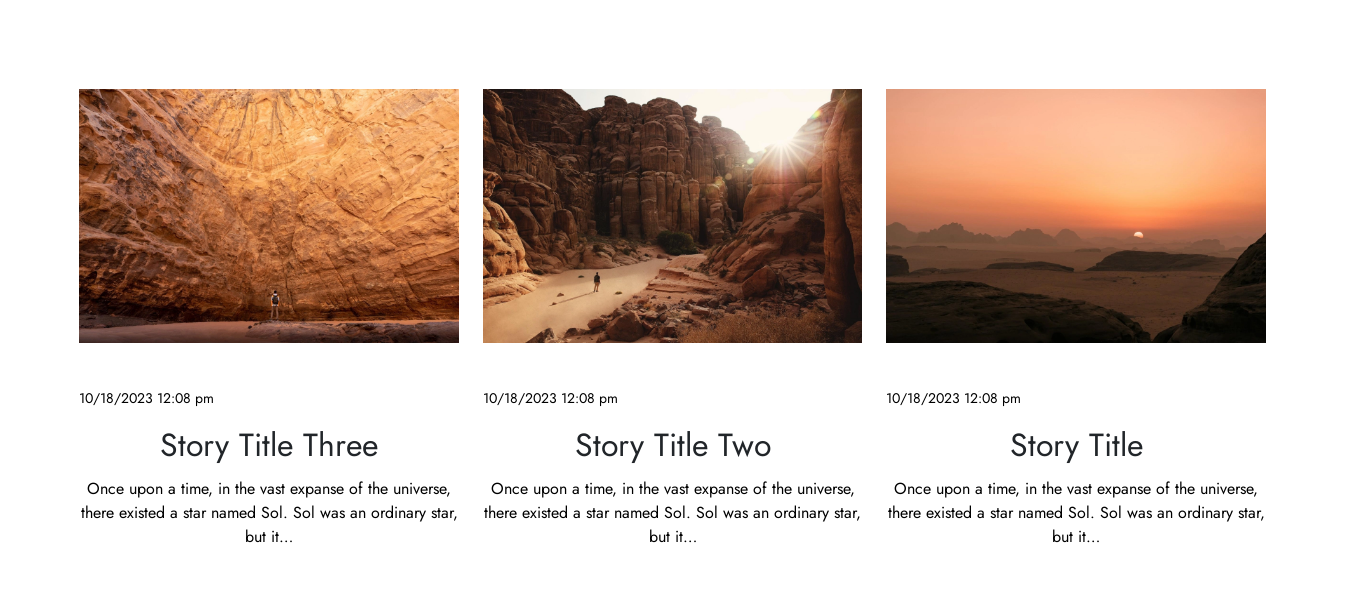 10/18/2023 12:08 pm
Story Title Three
Once upon a time, in the vast expanse of the universe,
there existed a star named Sol. Sol was an ordinary star,
but it...
10/18/2023 12:08 pm
Story Title Two
Once upon a time, in the vast expanse of the universe,
there existed a star named Sol. Sol was an ordinary star,
but it...
10/18/2023 12:08 pm
Story Title
Once upon a time, in the vast expanse of the universe,
there existed a star named Sol. Sol was an ordinary star,
but it...